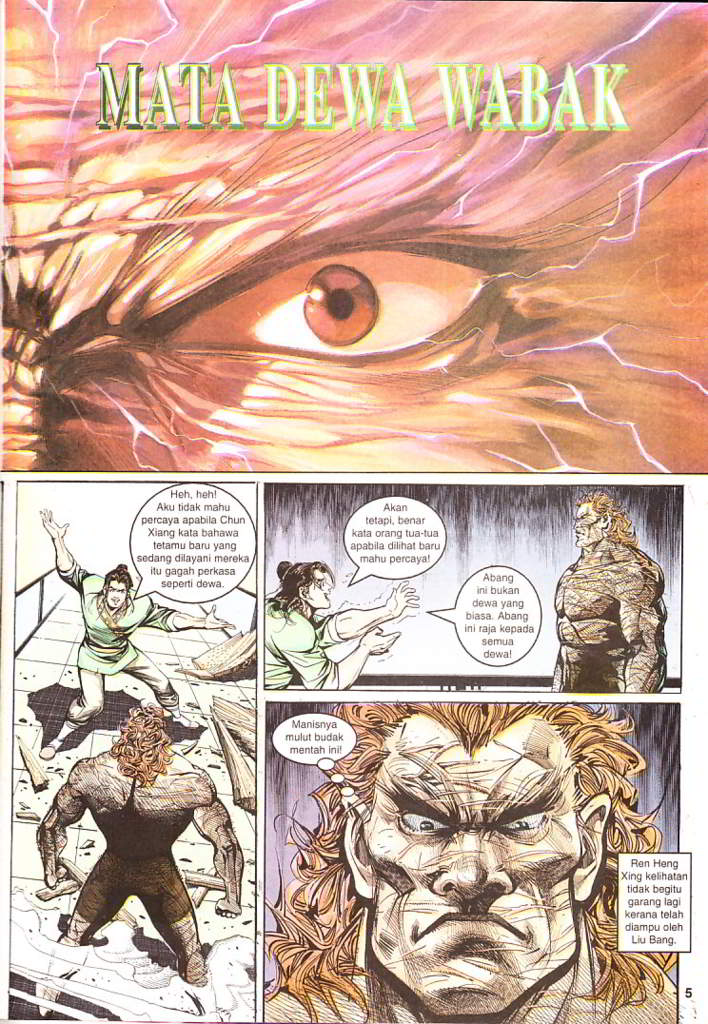 MATA DEWA WABAK
Heh, heh!
Aku tidak mahu
percaya apabila Chun
Xiang kata bahawa
tetamu baru yang
sedang dilayani mereka
itu gagah perkasa
seperti dewa.
Akan
tetapi, benar
kata orang tua-tua
apabila dilihat baru
mahu percaya!
Abang
ini bukan
dewa yang
biasa. Abang
ini raja kepada
semua
dewa!
Manisnya
mulut budak
mentah ini!
Ren Heng
Xing kelihatan
tidak begitu
garang lagi
kerana telah
diampu oleh
Liu Bang.
5